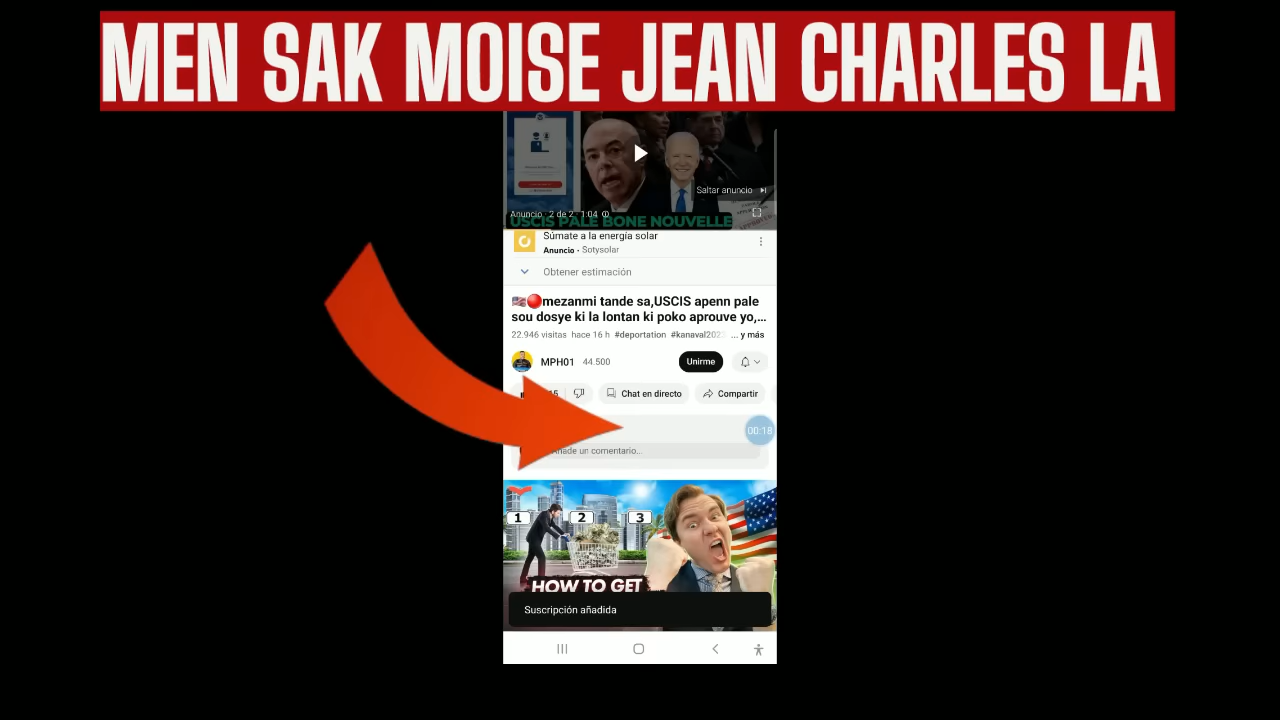 MEN SAK MOISE JEAN CHARLES LA
Saltar anuncio
Anuncio · 2 de 2 · 1:04
USCIS PALE BONE NOUVELLE
Súmate a la energía solar
Anuncio · Sotysolar
Obtener estimación
mezanmi tande sa,USCIS apenn pale
sou dosye ki la lontan ki poko aprouve yo,...
22.946 visitas hace 16 h #deportation #kanaval202 ... y más
MPH01 44.500 Unirme
Chat en directo Compartir
00:18
Añade un comentario...
1 2 3
HOW TO GET
Suscripción añadida